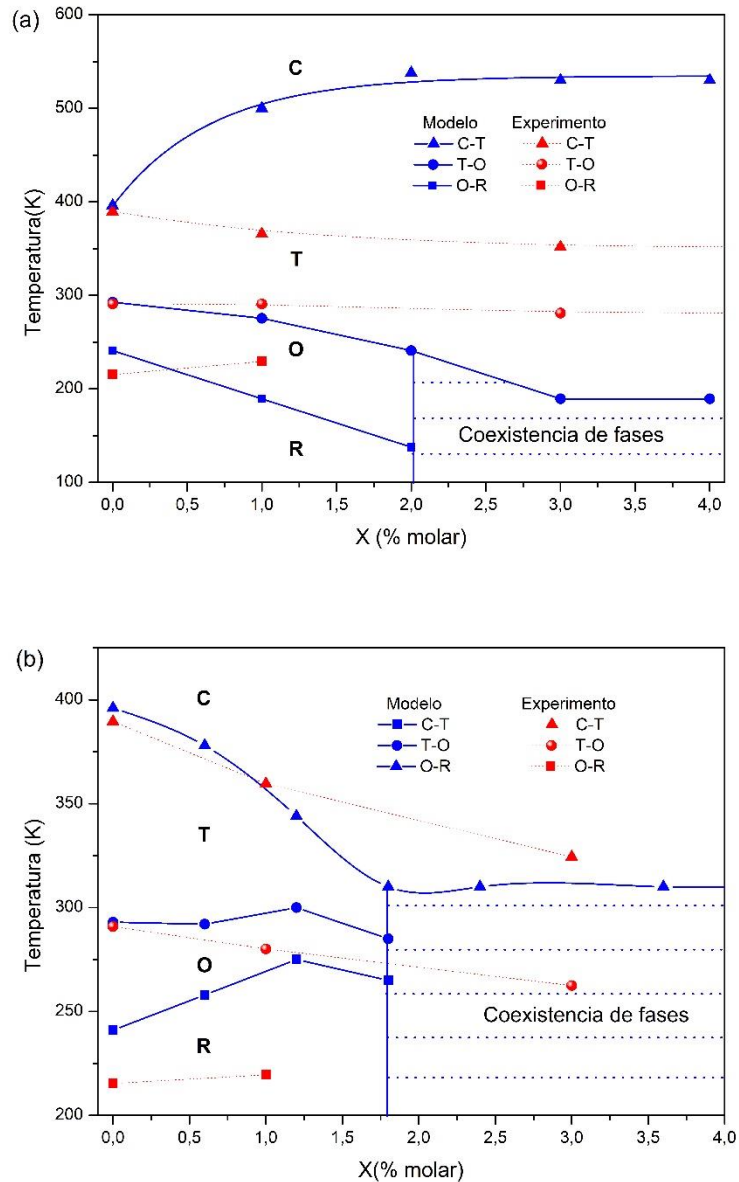 (a)
600
500
400
300
200
100
Temperatura(K)
C
T
O
R
Modelo Experimento
C-T C-T
T-O T-O
O-R O-R
Coexistencia de fases
0,0 0,5 1,0 1,5 2,0 2,5 3,0 3,5 4,0
X (% molar)
(b)
400
350
300
250
200
Temperatura (K)
C
T
O
R
Modelo Experimento
C-T C-T
T-O T-O
O-R O-R
Coexistencia de fases
0,0 0,5 1,0 1,5 2,0 2,5 3,0 3,5 4,0
X(% molar)